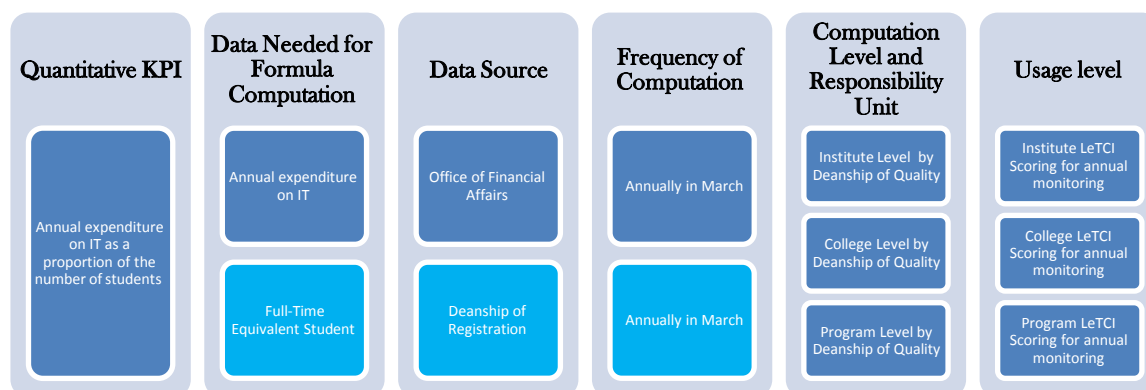 Quantitative KPI
Annual expenditure
on IT as a
proportion of the
number of students
Data Needed for
Formula
Computation
Annual expenditure
on IT
Full-Time
Equivalent Student
Data Source
Office of Financial
Affairs
Deanship of
Registration
Frequency of
Computation
Annually in March
Annually in March
Computation
Level and
Responsibility
Unit
Institute Level by
Deanship of Quality
College Level by
Deanship of Quality
Program Level by
Deanship of Quality
Usage level
Institute LeTCI
Scoring for annual
monitoring
College LeTCI
Scoring for annual
monitoring
Program LeTCI
Scoring for annual
monitoring